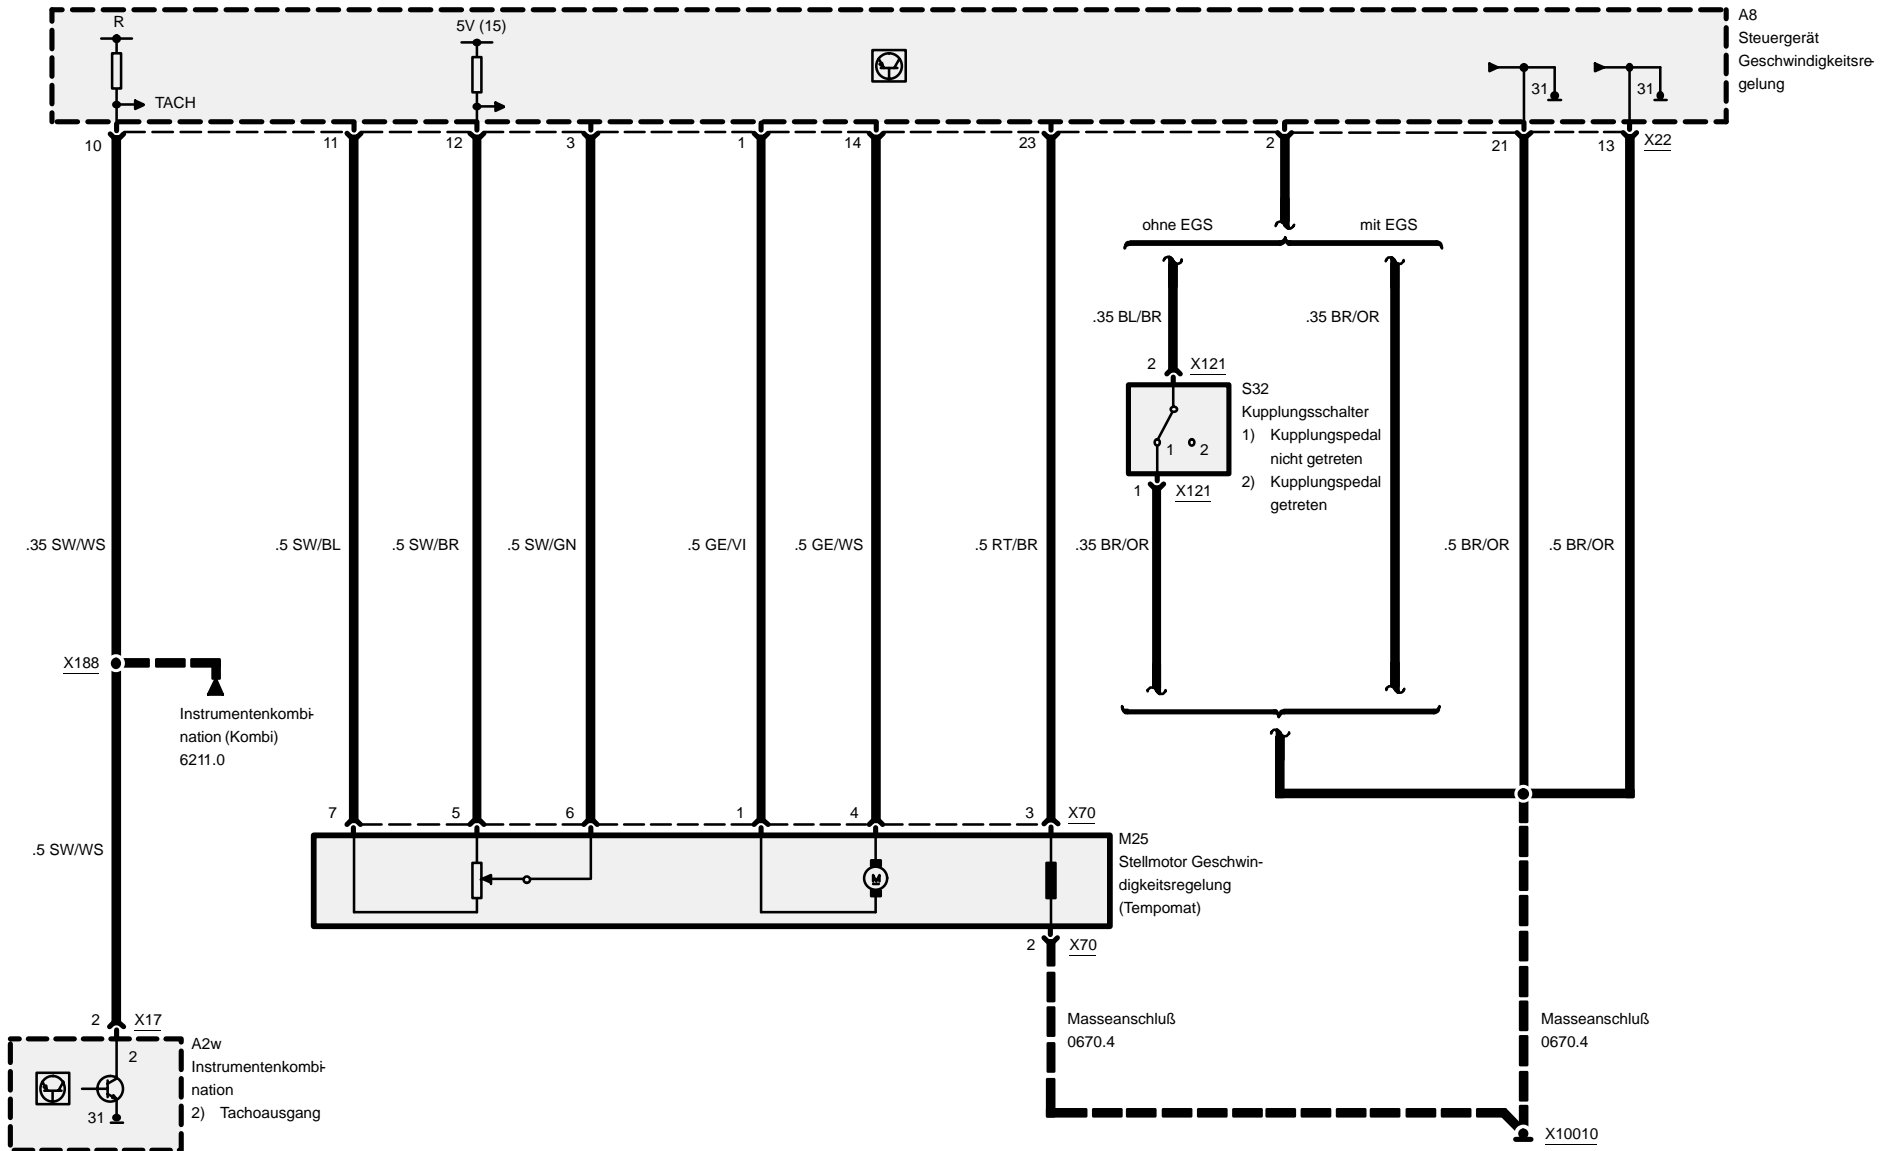 R
5V (15)
A8
Steuergerät
Geschwindigkeitsre-
gelung
TACH
31
31
10
11
12
3
1
14
23
2
21
13
X22
ohne EGS
mit EGS
.35 BL/BR
.35 BR/OR
2
X121
S32
Kupplungsschalter
1) Kupplungspedal
nicht getreten
2) Kupplungspedal
getreten
1
2
1
X121
.35 SW/WS
.5 SW/BL
.5 SW/BR
.5 SW/GN
.5 GE/VI
.5 GE/WS
.5 RT/BR
.35 BR/OR
.5 BR/OR
.5 BR/OR
X188
Instrumentenkombi-
nation (Kombi)
6211.0
7
5
6
1
4
3
X70
.5 SW/WS
M
M25
Stellmotor Geschwin-
digkeitsregelung
(Tempomat)
2
X70
Masseanschluß
0670.4
Masseanschluß
0670.4
2
X17
2
31
A2w
Instrumentenkombi-
nation
2) Tachoausgang
X10010